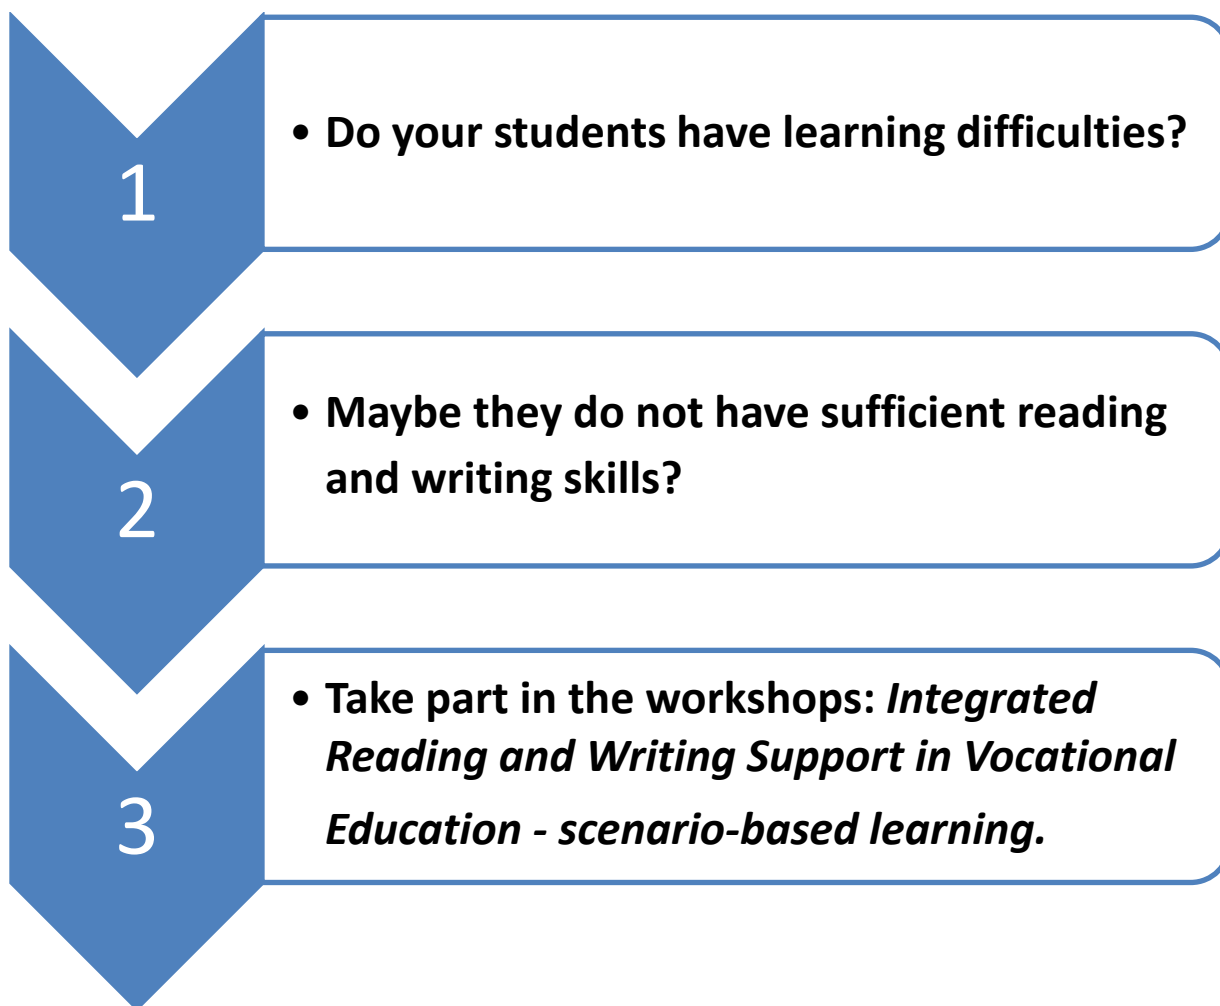 1
• Do your students have learning difficulties?
2
• Maybe they do not have sufficient reading
and writing skills?
3
• Take part in the workshops: Integrated
Reading and Writing Support in Vocational
Education - scenario-based learning.